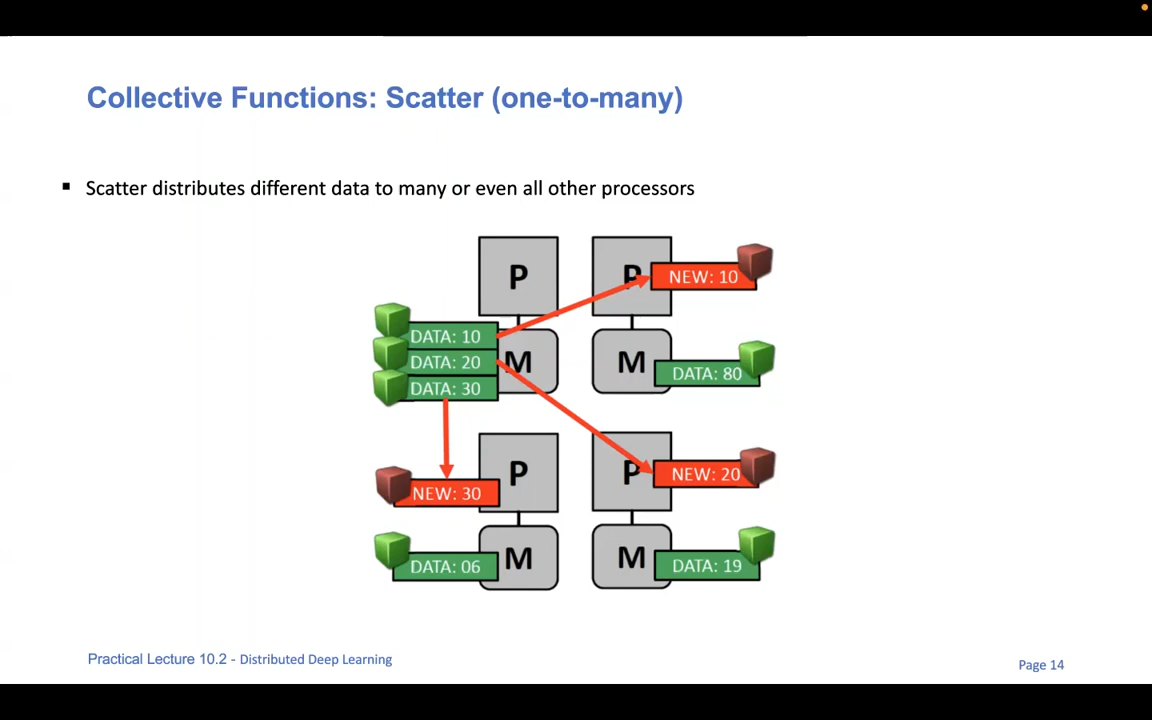 Collective Functions: Scatter (one-to-many)
▪ Scatter distributes different data to many or even all other processors
P
P
NEW: 10
DATA: 10
DATA: 20
DATA: 30
M
M
DATA: 80
P
P
NEW: 20
NEW: 30
M
M
DATA: 06
DATA: 19
Practical Lecture 10.2 - Distributed Deep Learning
Page 14